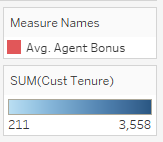 Measure Names
Avg. Agent Bonus
SUM(Cust Tenure)
211 3,558